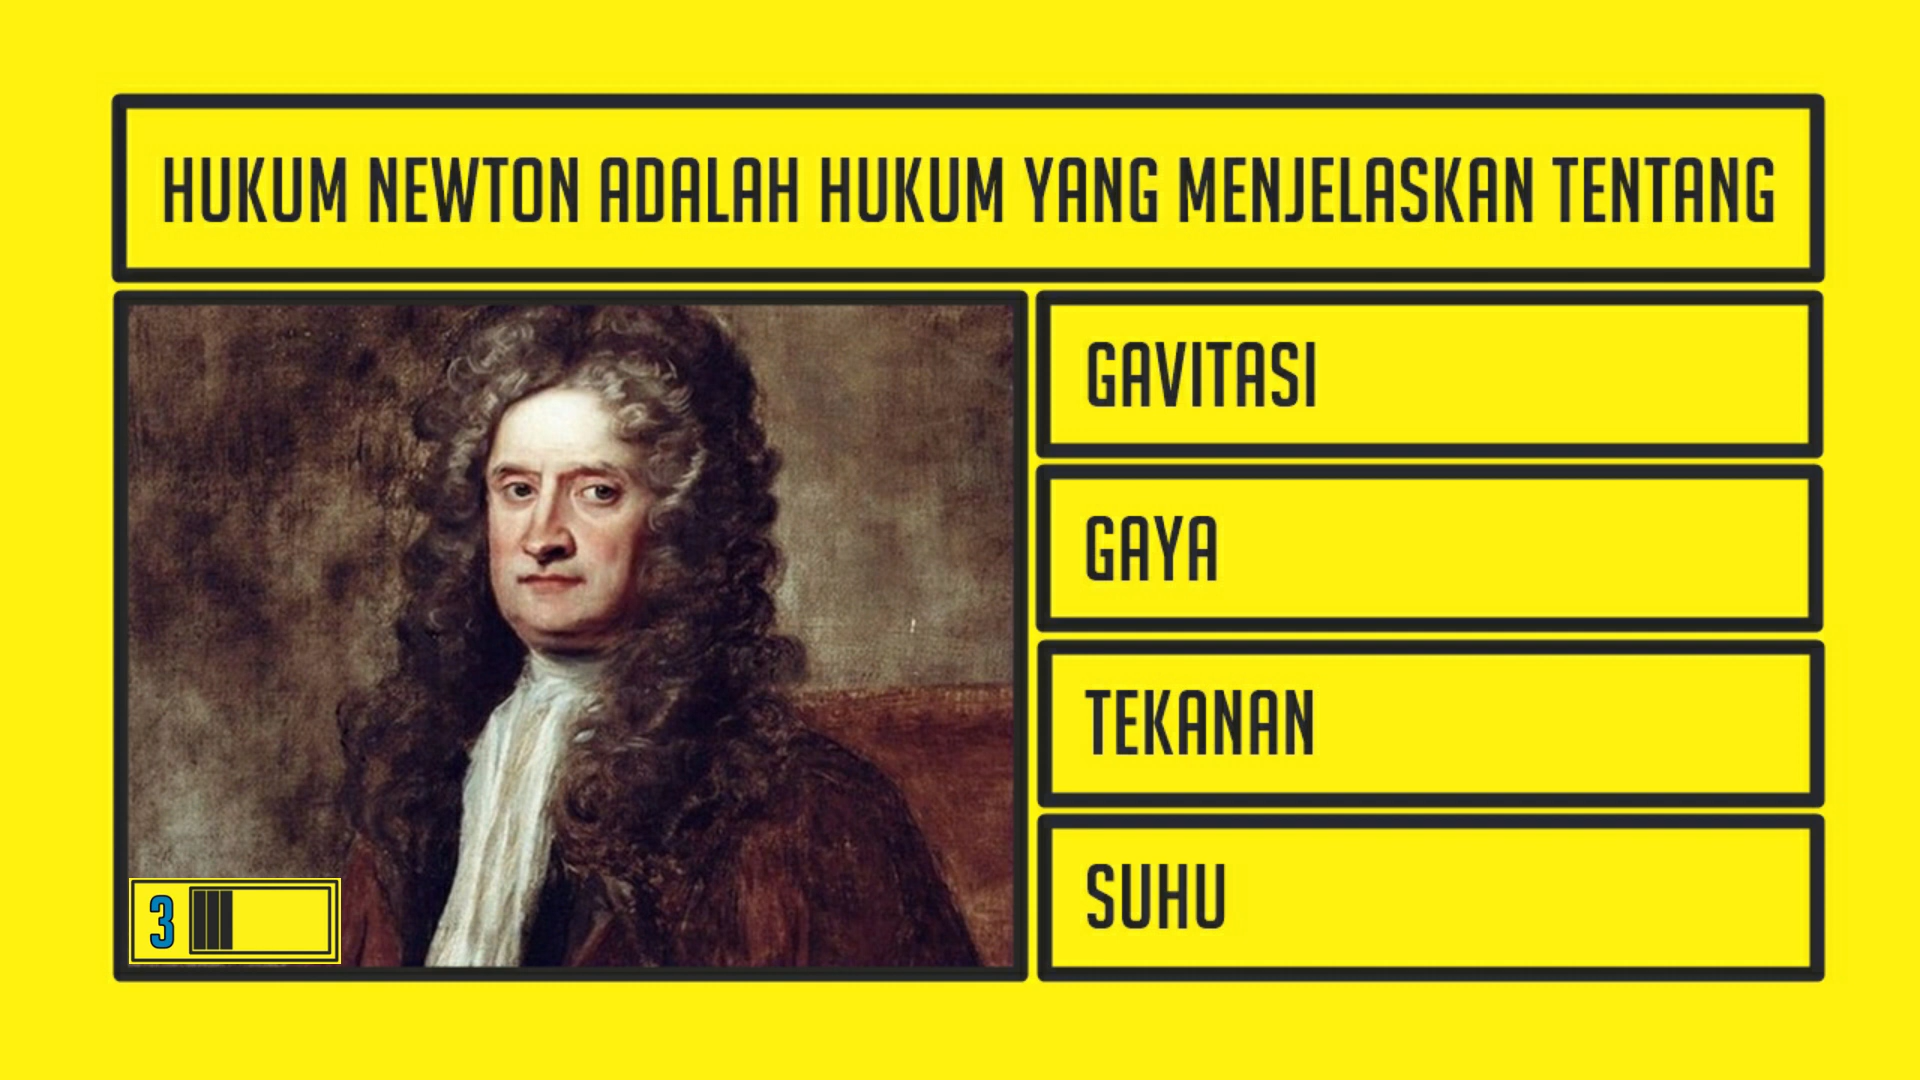 HUKUM NEWTON ADALAH HUKUM YANG MENJELASKAN TENTANG
GAVITASI
GAYA
TEKANAN
SUHU
3